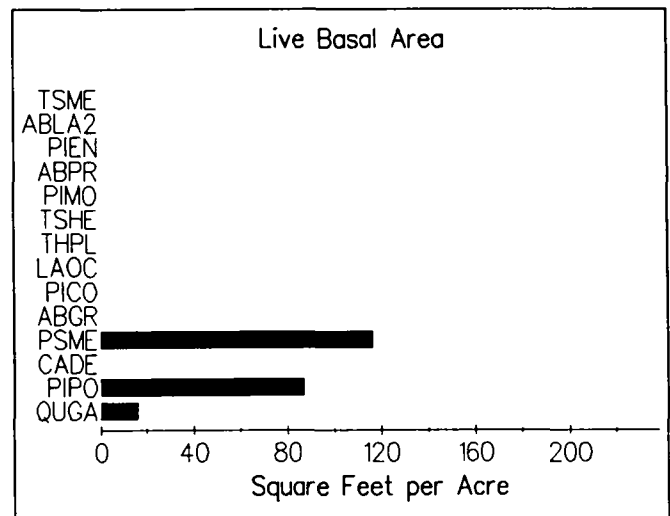 Live Basal Area
TSME
ABLA2
PIEN
ABPR
PIMO
TSHE
THPL
LAOC
PICO
ABGR
PSME
CADE
PIPO
QUGA
0 40 80 120 160 200
Square Feet per Acre